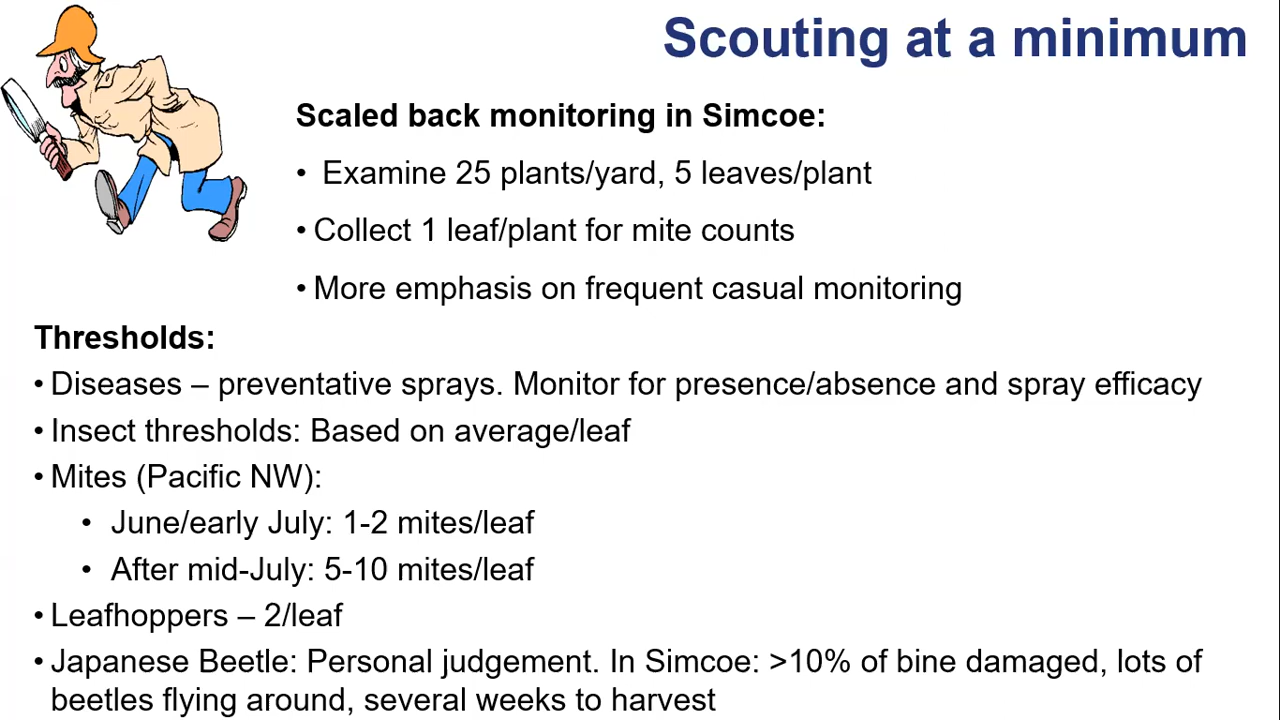 Scouting at a minimum
Scaled back monitoring in Simcoe:
• Examine 25 plants/yard, 5 leaves/plant
• Collect 1 leaf/plant for mite counts
• More emphasis on frequent casual monitoring
Thresholds:
• Diseases – preventative sprays. Monitor for presence/absence and spray efficacy
• Insect thresholds: Based on average/leaf
• Mites (Pacific NW):
• June/early July: 1-2 mites/leaf
• After mid-July: 5-10 mites/leaf
• Leafhoppers – 2/leaf
• Japanese Beetle: Personal judgement. In Simcoe: >10% of bine damaged, lots of
beetles flying around, several weeks to harvest